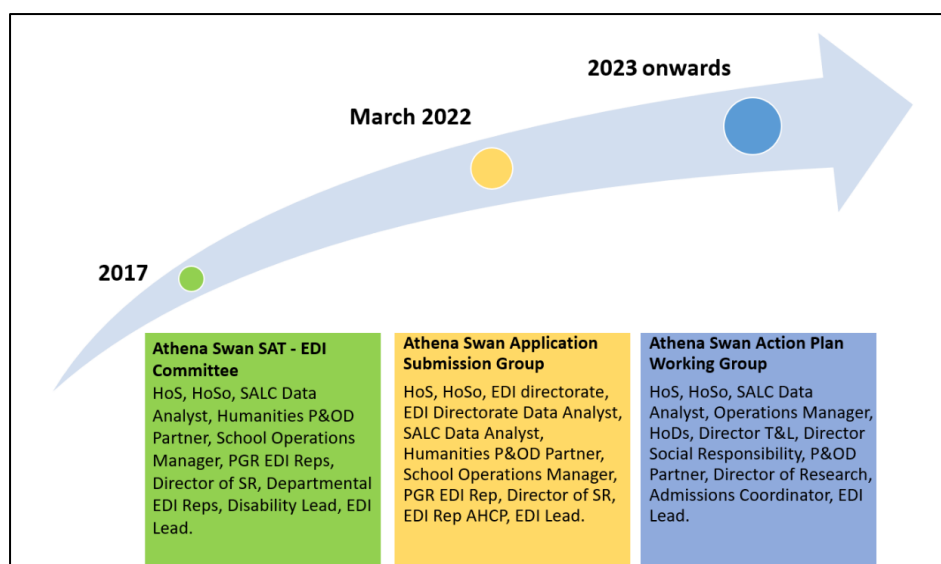 2023 onwards
March 2022
2017
Athena Swan SAT - EDI
Committee
HoS, HoSo, SALC Data
Analyst, Humanities P&OD
Partner, School Operations
Manager, PGR EDI Reps,
Director of SR, Departmental
EDI Reps, Disability Lead, EDI
Lead.
Athena Swan Application
Submission Group
HoS, HoSo, EDI directorate,
EDI Directorate Data Analyst,
SALC Data Analyst,
Humanities P&OD Partner,
School Operations Manager,
PGR EDI Rep, Director of SR,
EDI Rep AHCP, EDI Lead.
Athena Swan Action Plan
Working Group
HoS, HoSo, SALC Data
Analyst, Operations Manager,
HoDs, Director T&L, Director
Social Responsibility, P&OD
Partner, Director of Research,
Admissions Coordinator, EDI
Lead.